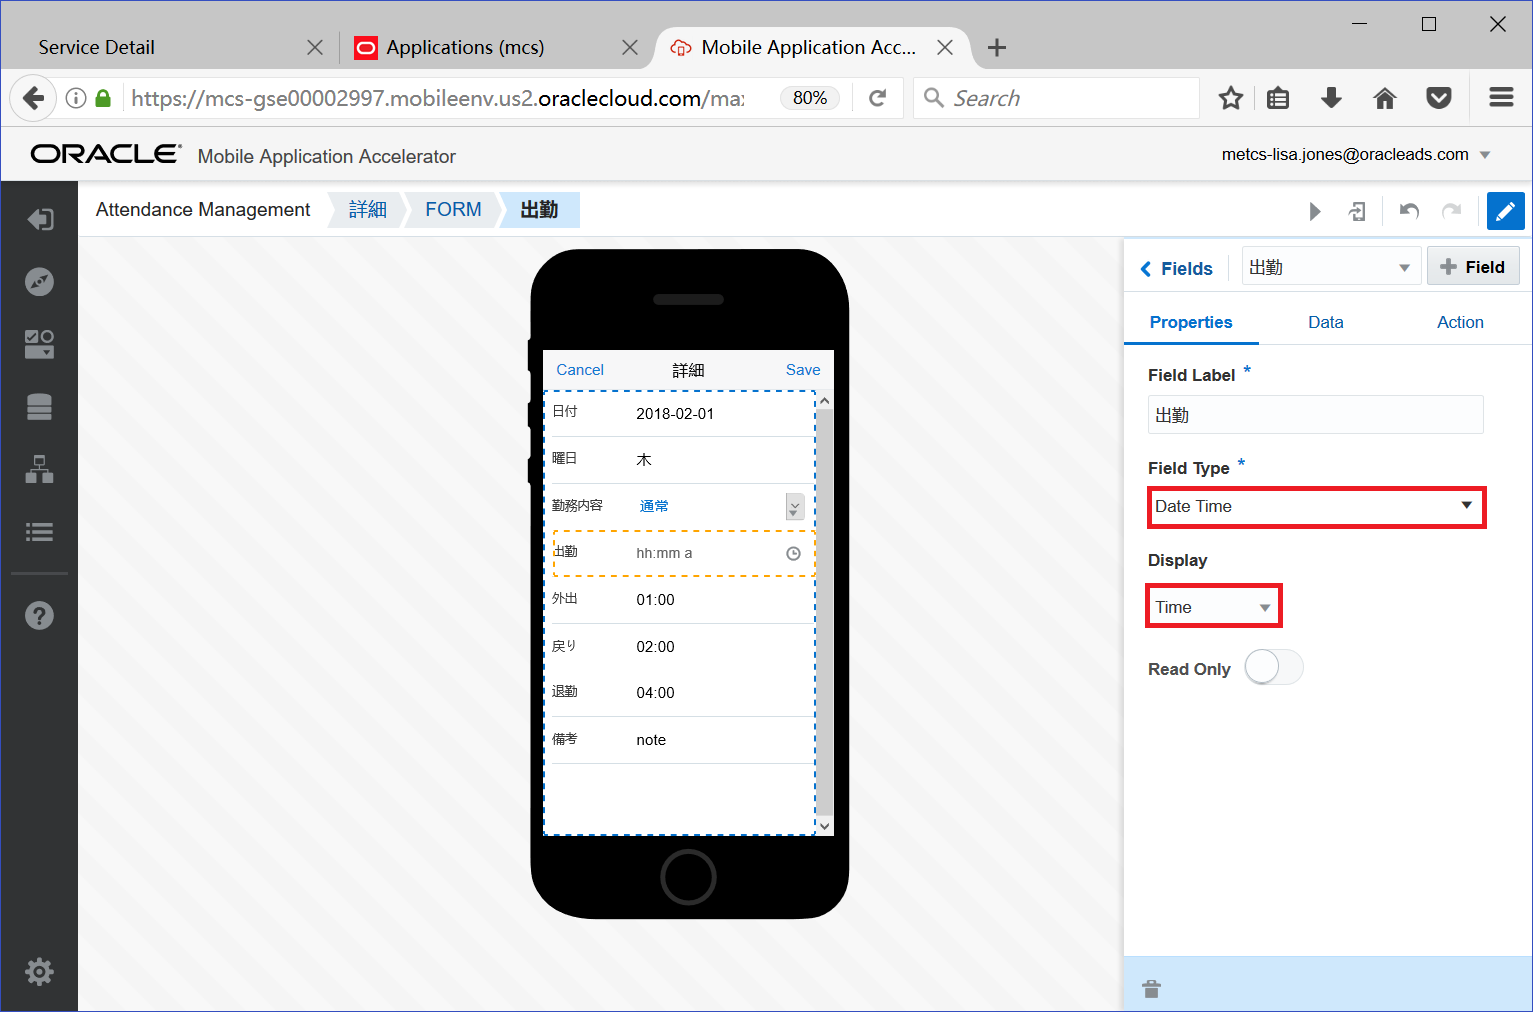 Service Detail
Applications (mcs)
Mobile Application Acc...
https://mcs-gse00002997.mobileenv.us2.oraclecloud.com/max
80%
Search
ORACLE Mobile Application Accelerator
metcs-lisa.jones@oracleads.com
Attendance Management
詳細
FORM
出勤
Cancel
詳細
Save
日付 2018-02-01
曜日 木
勤務内容 通常
出勤 hh:mm a
外出 01:00
戻り 02:00
退勤 04:00
備考 note
Fields
出勤
Field
Properties
Data
Action
Field Label *
出勤
Field Type *
Date Time
Display
Time
Read Only